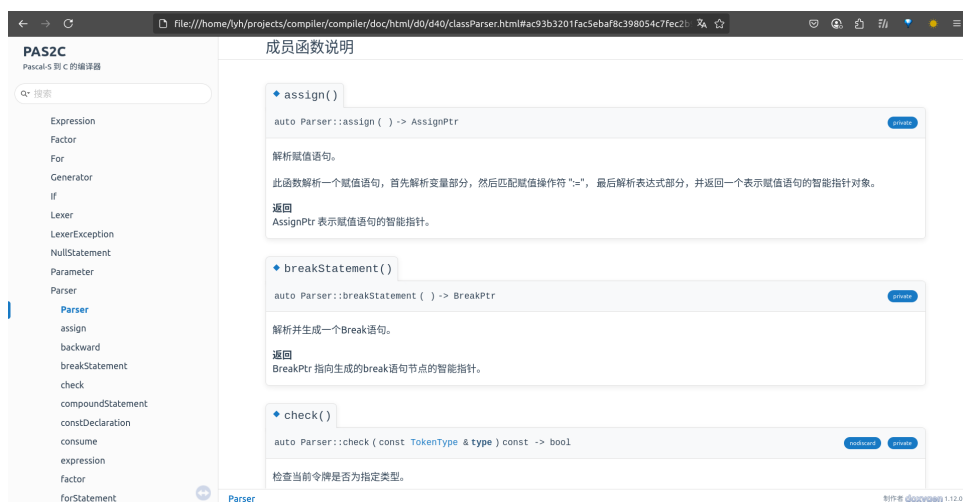 file:///home/lyh/projects/compiler/compiler/doc/html/d0/d40/classParser.html#ac93b3201fac5ebaf8c398054c7fec2b
PAS2C
Pascal-S 到 C 的编译器
搜索
Expression
Factor
For
Generator
If
Lexer
LexerException
NullStatement
Parameter
Parser
Parser
assign
backward
breakStatement
check
compoundStatement
constDeclaration
consume
expression
factor
forStatement
成员函数说明
◆ assign()
auto Parser::assign ( ) -> AssignPtr
private
解析赋值语句。
此函数解析一个赋值语句，首先解析变量部分，然后匹配赋值操作符 ":="， 最后解析表达式部分，并返回一个表示赋值语句的智能指针对象。
返回
AssignPtr 表示赋值语句的智能指针。
◆ breakStatement()
auto Parser::breakStatement ( ) -> BreakPtr
private
解析并生成一个Break语句。
返回
BreakPtr 指向生成的break语句节点的智能指针。
◆ check()
auto Parser::check ( const TokenType & type ) const -> bool
nodiscard private
检查当前令牌是否为指定类型。
Parser
制作者 doxygen 1.12.0